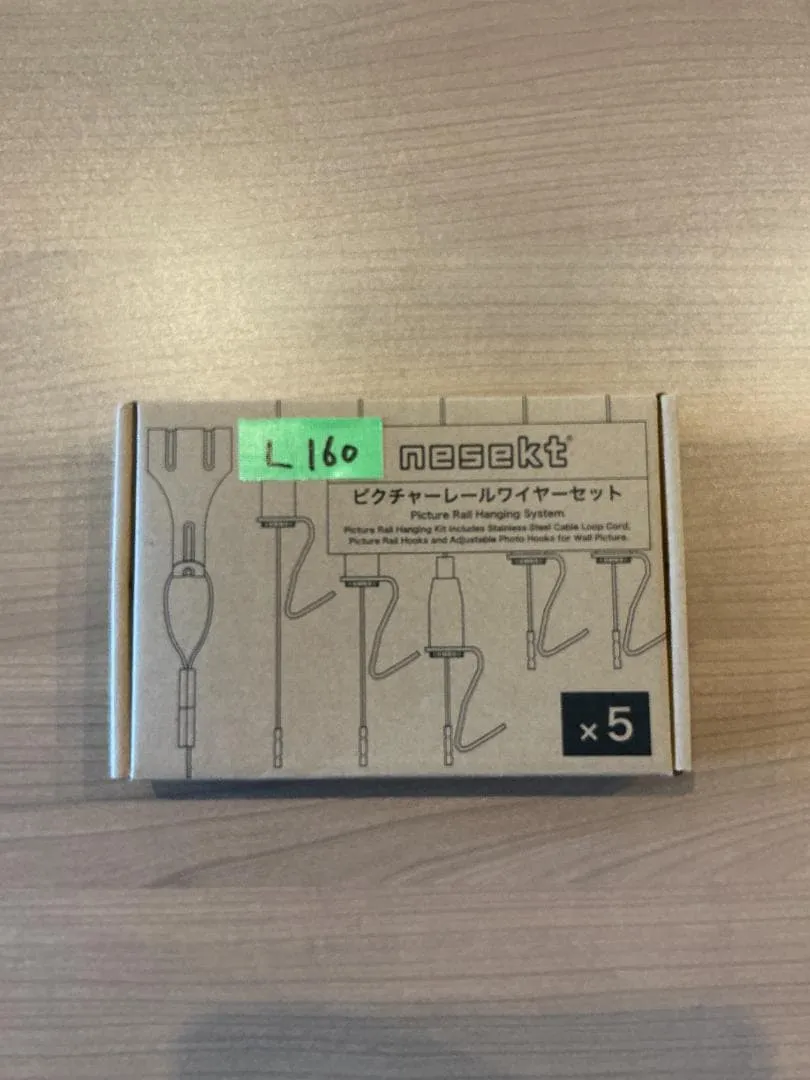 L 160
nesekt®
ピクチャーレールワイヤーセット
Picture Rail Hanging System
Picture Rail Hanging Kit Includes Stainless Steel Cable Loop Cord,
Picture Rail Hooks and Adjustable Photo Hooks for Wall Picture.
×5